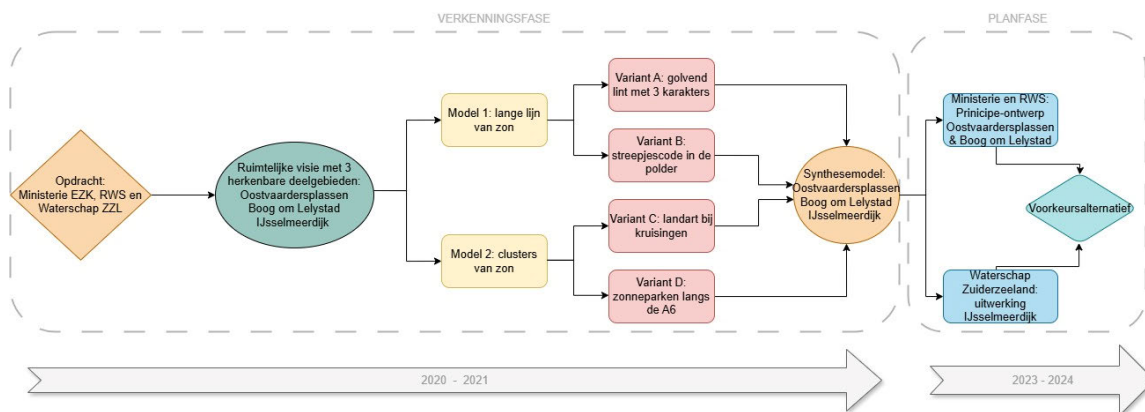 VERKENNINGSFASE
PLANFASE
Opdracht:
Ministerie EZK, RWS en
Waterschap ZZL
Ruimtelijke visie met 3
herkenbare deelgebieden:
Oostvaardersplassen
Boog om Lelystad
IJsselmeerdijk
Model 1: lange lijn
van zon
Model 2: clusters
van zon
Variant A: golvend
lint met 3 karakters
Variant B:
streepjescode in de
polder
Variant C: landart bij
kruisingen
Variant D:
zonneparken langs
de A6
Synthesemodel:
Oostvaardersplassen
Boog om Lelystad
IJsselmeerdijk
Ministerie en RWS:
Prinicipe-ontwerp
Oostvaardersplassen
& Boog om Lelystad
Voorkeursalternatief
Waterschap
Zuiderzeeland:
uitwerking
IJsselmeerdijk
2020 - 2021
2023 - 2024